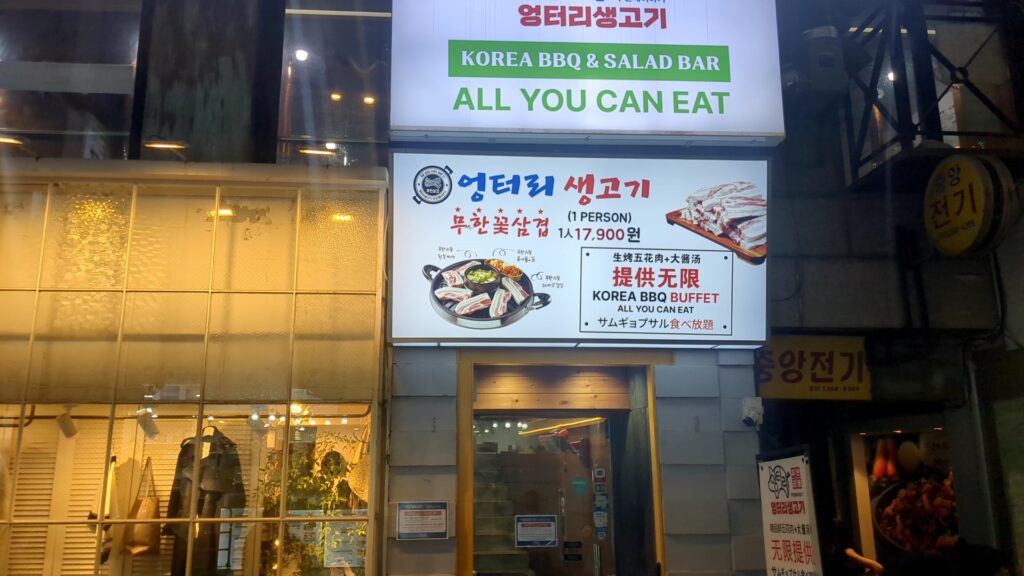 엉터리생고기
KOREA BBQ & SALAD BAR
ALL YOU CAN EAT
엉터리 생고기
무한꽃삼겹
(1 PERSON)
1人17,900원
生烤五花肉+大酱汤
提供无限
KOREA BBQ BUFFET
ALL YOU CAN EAT
サムギョプサル食べ放題
중앙
전기
중앙전기
엉터리생고기
无限提供